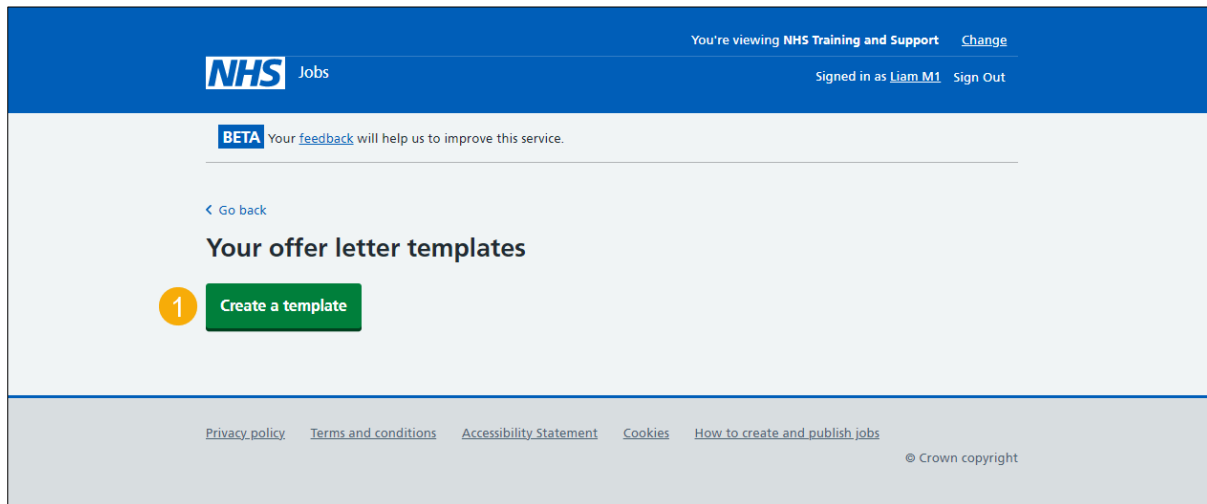 You're viewing NHS Training and Support Change
NHS Jobs
Signed in as Liam M1 Sign Out
BETA Your feedback will help us to improve this service.
Go back
Your offer letter templates
1 Create a template
Privacy policy Terms and conditions Accessibility Statement Cookies How to create and publish jobs
© Crown copyright